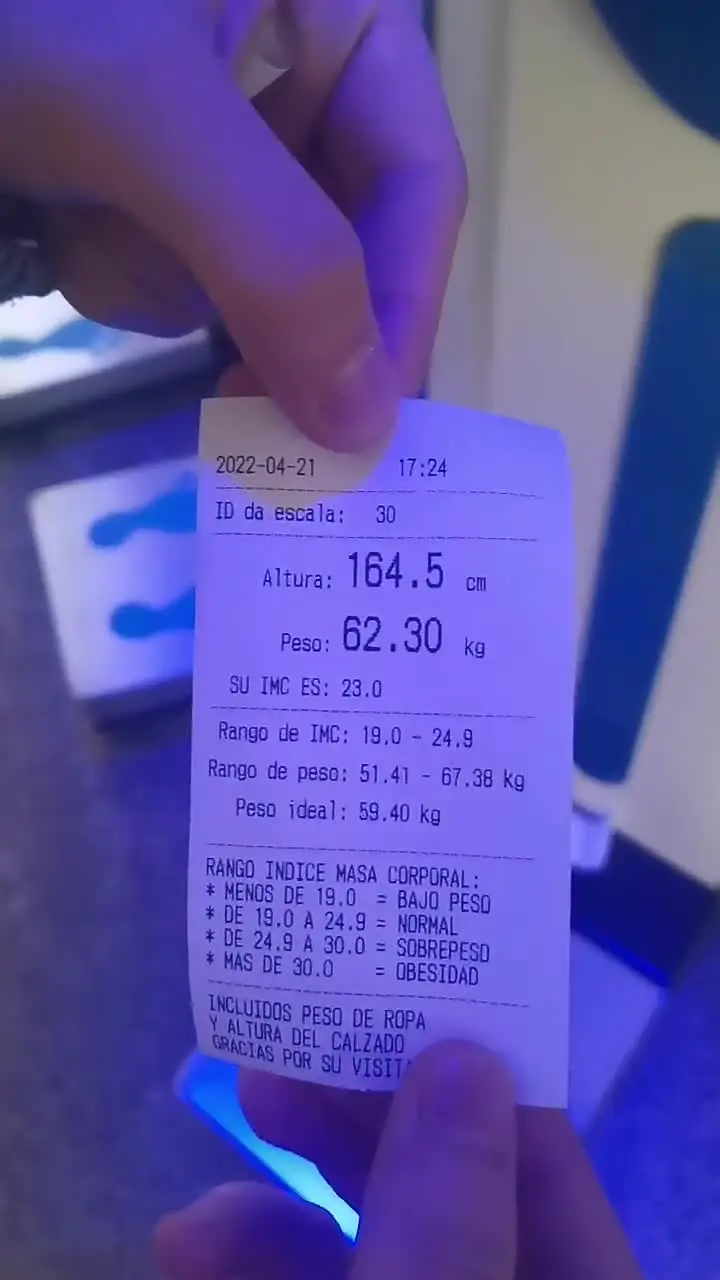 2022-04-21 17:24
ID da escala: 30
Altura: 164.5 cm
Peso: 62.30 kg
SU IMC ES: 23.0
Rango de IMC: 19.0 - 24.9
Rango de peso: 51.41 - 67.38 kg
Peso ideal: 59.40 kg
RANGO INDICE MASA CORPORAL:
* MENOS DE 19.0 = BAJO PESO
* DE 19.0 A 24.9 = NORMAL
* DE 24.9 A 30.0 = SOBREPESO
* MAS DE 30.0 = OBESIDAD
INCLUIDOS PESO DE ROPA
Y ALTURA DEL CALZADO
GRACIAS POR SU VISIT